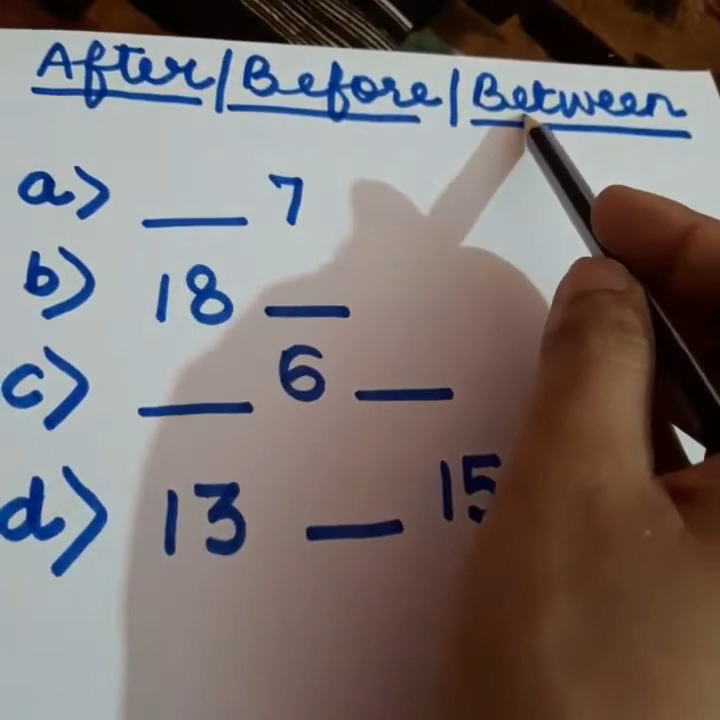 After/Before/Between
a> __ 7
b) 18 __
c) __ 6 __
d) 13 __ 15